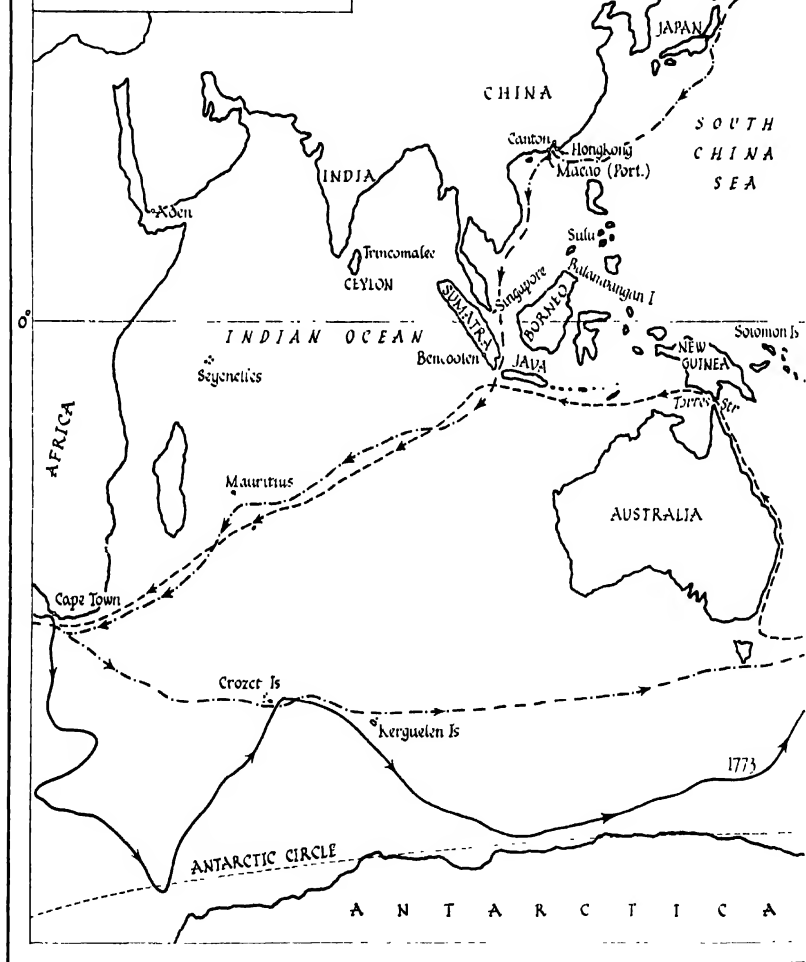 JAPAN
CHINA
SOUTH
CHINA
SEA
Canton
Hongkong
Macao (Port.)
INDIA
Aden
Trincomalee
CEYLON
Sulu
Balambangan I
Singapore
SUMATRA
BORNEO
0°
INDIAN OCEAN
Solomon Is
NEW
GUINEA
Bencoolen
JAVA
Seychelles
Torres Str
AFRICA
Mauritius
AUSTRALIA
Cape Town
Crozet Is
Kerguelen Is
1773
ANTARCTIC CIRCLE
ANTARCTICA